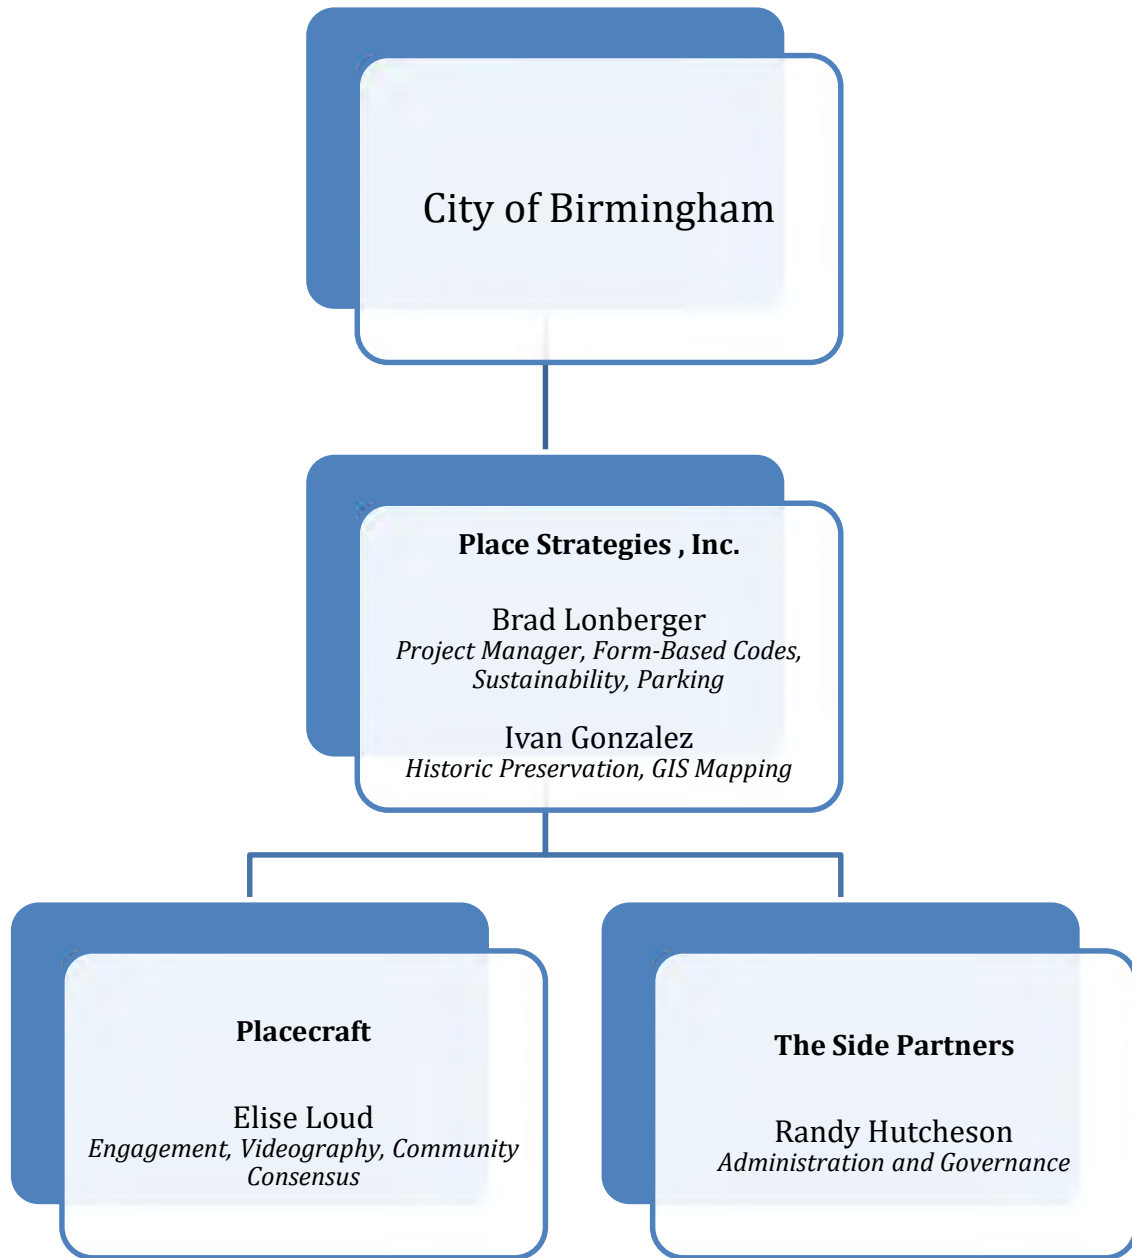 City of Birmingham
Place Strategies , Inc.
Brad Lonberger
Project Manager, Form-Based Codes,
Sustainability, Parking
Ivan Gonzalez
Historic Preservation, GIS Mapping
Placecraft
Elise Loud
Engagement, Videography, Community
Consensus
The Side Partners
Randy Hutcheson
Administration and Governance